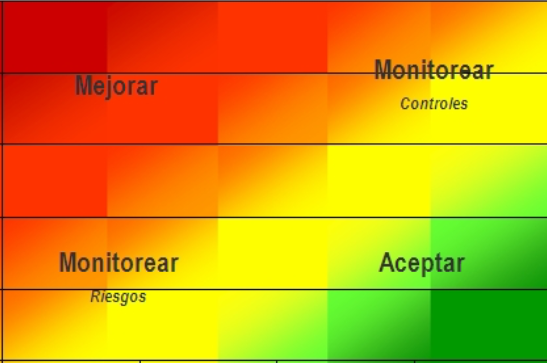 Mejorar
Monitorear
Controles
Monitorear
Riesgos
Aceptar